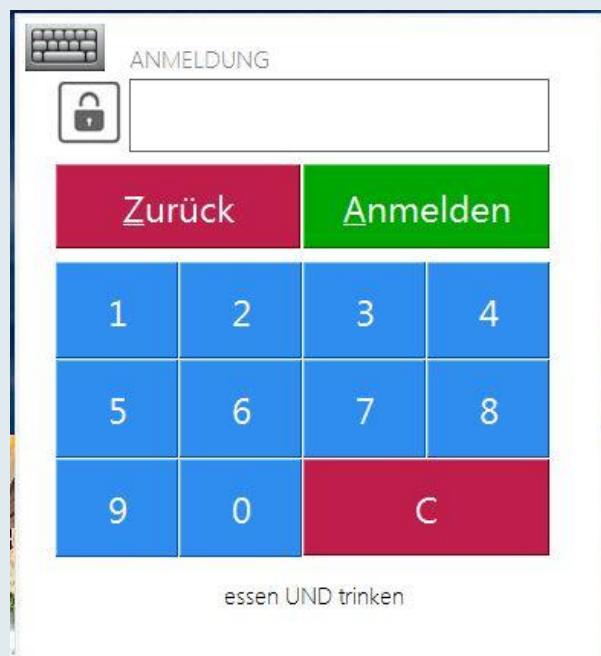 ANMELDUNG
Zurück Anmelden
1 2 3 4
5 6 7 8
9 0 C
essen UND trinken